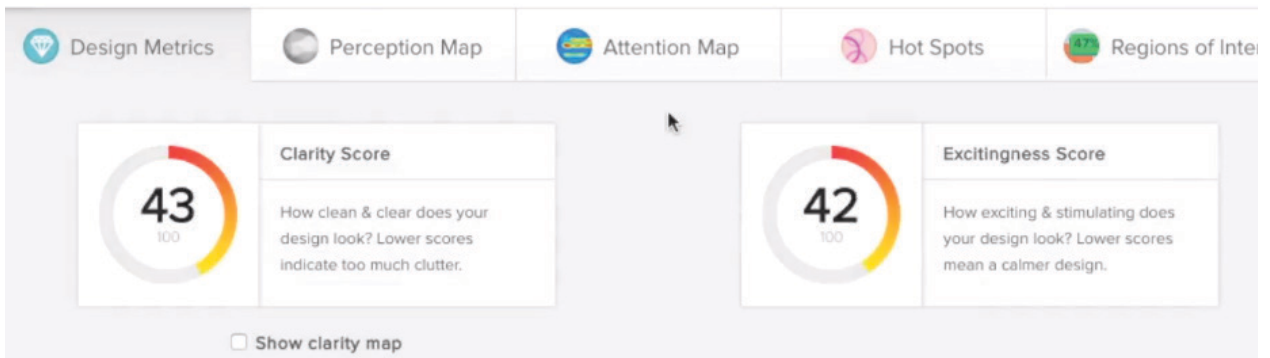 Design Metrics
Perception Map
Attention Map
Hot Spots
47%
Regions of Inter
43
100
Clarity Score
How clean & clear does your
design look? Lower scores
indicate too much clutter.
42
100
Excitingness Score
How exciting & stimulating does
your design look? Lower scores
mean a calmer design.
Show clarity map